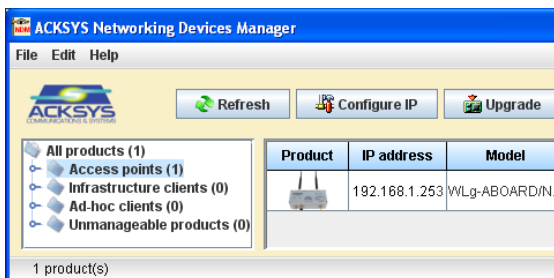 NDM ACKSYS Networking Devices Manager
File Edit Help
ACKSYS
COMMUNICATIONS & SYSTEMS
Refresh Configure IP Upgrade
All products (1)
Access points (1)
Infrastructure clients (0)
Ad-hoc clients (0)
Unmanageable products (0)
Product IP address Model
192.168.1.253 WLg-ABOARD/N.
1 product(s)